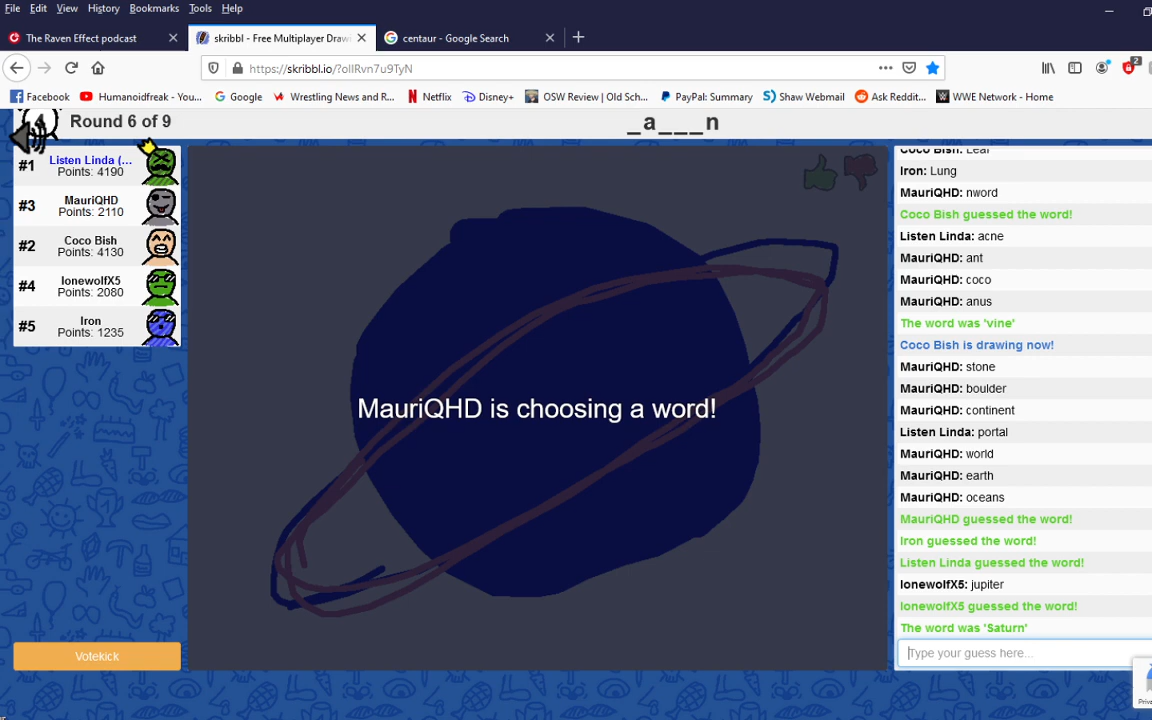 File Edit View History Bookmarks Tools Help
The Raven Effect podcast
skribbl - Free Multiplayer Drawi
centaur - Google Search
https://skribbl.io/?olIRvn7u9TyN
Facebook
Humanoidfreak - You...
Google
Wrestling News and R...
Netflix
Disney+
OSW Review | Old Sch...
PayPal: Summary
Shaw Webmail
Ask Reddit...
WWE Network - Home
2
Round 6 of 9
_a___n
#1 Listen Linda (...
Points: 4190
#3 MauriQHD
Points: 2110
#2 Coco Bish
Points: 4130
#4 lonewolfX5
Points: 2080
#5 Iron
Points: 1235
Votekick
MauriQHD is choosing a word!
Coco Bish: Leaf
Iron: Lung
MauriQHD: nword
Coco Bish guessed the word!
Listen Linda: acne
MauriQHD: ant
MauriQHD: coco
MauriQHD: anus
The word was 'vine'
Coco Bish is drawing now!
MauriQHD: stone
MauriQHD: boulder
MauriQHD: continent
Listen Linda: portal
MauriQHD: world
MauriQHD: earth
MauriQHD: oceans
MauriQHD guessed the word!
Iron guessed the word!
Listen Linda guessed the word!
lonewolfX5: jupiter
lonewolfX5 guessed the word!
The word was 'Saturn'
Type your guess here...